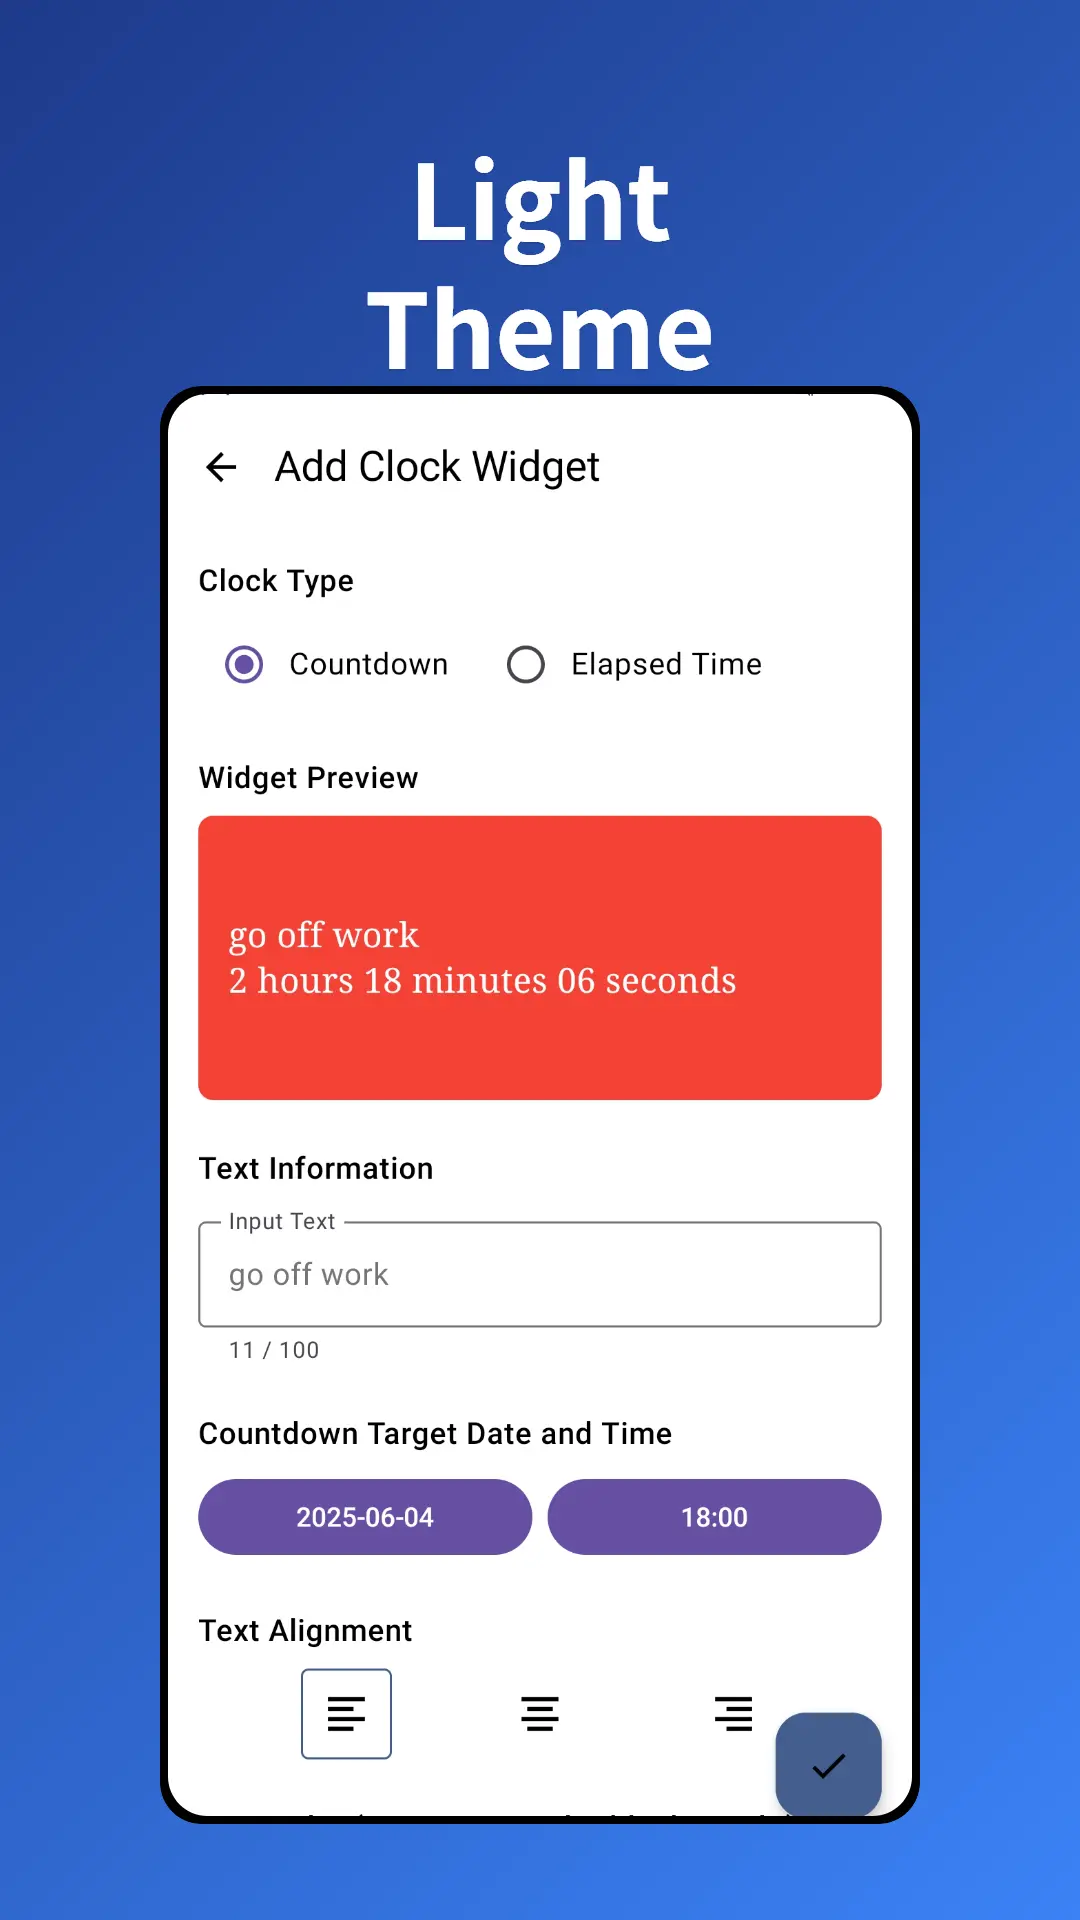 Light
Theme
Add Clock Widget
Clock Type
Countdown Elapsed Time
Widget Preview
go off work
2 hours 18 minutes 06 seconds
Text Information
Input Text
go off work
11 / 100
Countdown Target Date and Time
2025-06-04 18:00
Text Alignment